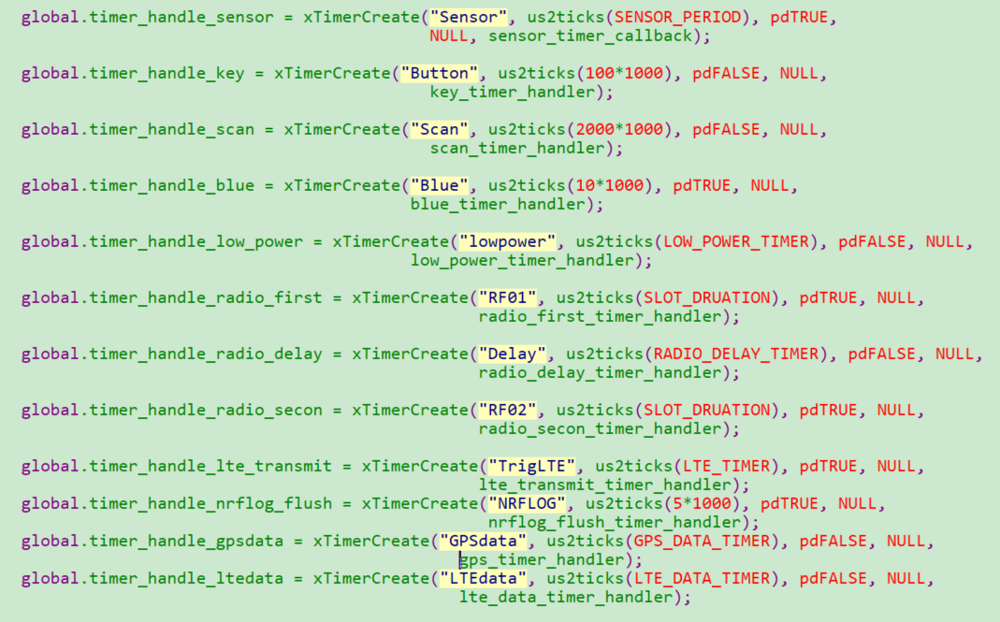 global.timer_handle_sensor = xTimerCreate("Sensor", us2ticks(SENSOR_PERIOD), pdTRUE,
NULL, sensor_timer_callback);
global.timer_handle_key = xTimerCreate("Button", us2ticks(100*1000), pdFALSE, NULL,
key_timer_handler);
global.timer_handle_scan = xTimerCreate("Scan", us2ticks(2000*1000), pdFALSE, NULL,
scan_timer_handler);
global.timer_handle_blue = xTimerCreate("Blue", us2ticks(10*1000), pdTRUE, NULL,
blue_timer_handler);
global.timer_handle_low_power = xTimerCreate("lowpower", us2ticks(LOW_POWER_TIMER), pdFALSE, NULL,
low_power_timer_handler);
global.timer_handle_radio_first = xTimerCreate("RF01", us2ticks(SLOT_DRUATION), pdTRUE, NULL,
radio_first_timer_handler);
global.timer_handle_radio_delay = xTimerCreate("Delay", us2ticks(RADIO_DELAY_TIMER), pdFALSE, NULL,
radio_delay_timer_handler);
global.timer_handle_radio_secon = xTimerCreate("RF02", us2ticks(SLOT_DRUATION), pdTRUE, NULL,
radio_secon_timer_handler);
global.timer_handle_lte_transmit = xTimerCreate("TrigLTE", us2ticks(LTE_TIMER), pdTRUE, NULL,
lte_transmit_timer_handler);
global.timer_handle_nrflog_flush = xTimerCreate("NRFLOG", us2ticks(5*1000), pdTRUE, NULL,
nrflog_flush_timer_handler);
global.timer_handle_gpsdata = xTimerCreate("GPSdata", us2ticks(GPS_DATA_TIMER), pdFALSE, NULL,
gps_timer_handler);
global.timer_handle_ltedata = xTimerCreate("LTEdata", us2ticks(LTE_DATA_TIMER), pdFALSE, NULL,
lte_data_timer_handler);